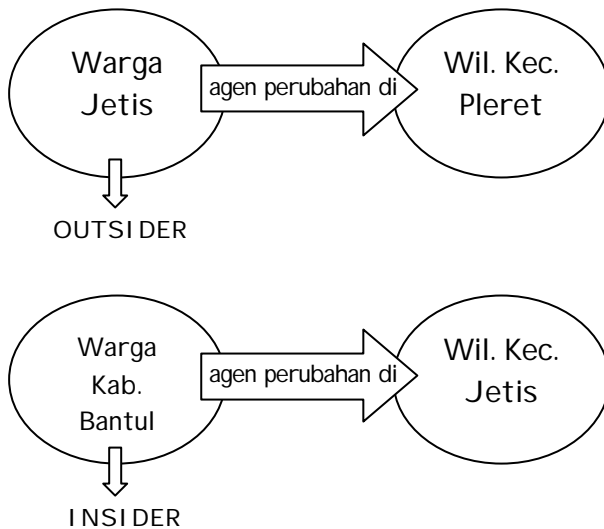 Warga
Jetis
agen perubahan di
Wil. Kec.
Pleret
OUTSIDER
Warga
Kab.
Bantul
agen perubahan di
Wil. Kec.
Jetis
INSIDER